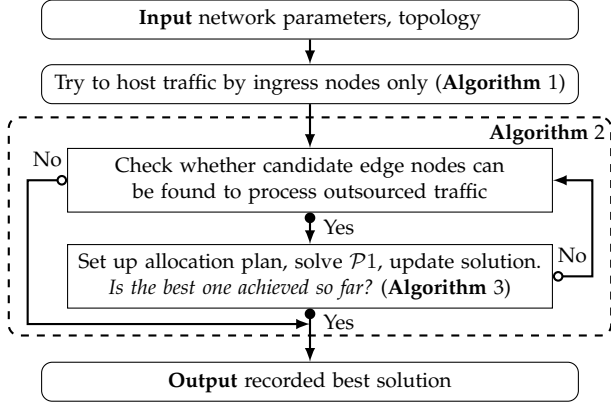 Input network parameters, topology
Try to host traffic by ingress nodes only (Algorithm 1)
Algorithm 2
No
Check whether candidate edge nodes can
be found to process outsourced traffic
Yes
No
Set up allocation plan, solve 𝒫1, update solution.
Is the best one achieved so far? (Algorithm 3)
Yes
Output recorded best solution